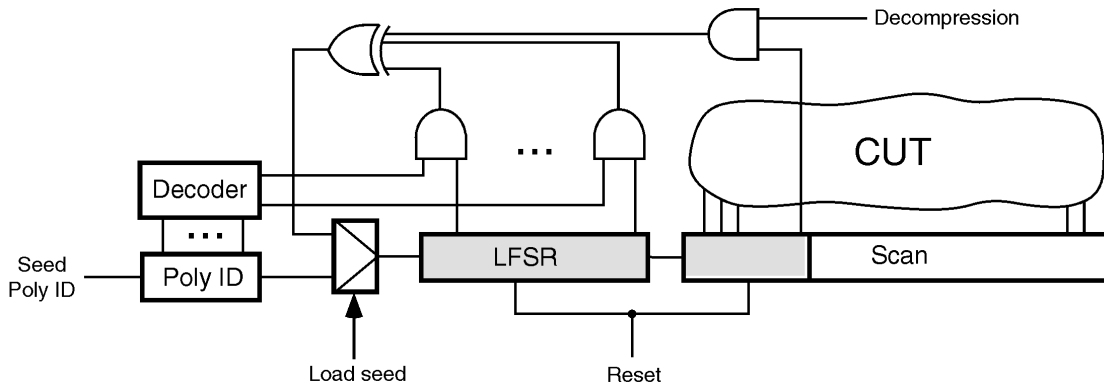 Decompression
CUT
Decoder
...
...
LFSR
Scan
Seed
Poly ID
Poly ID
Load seed
Reset